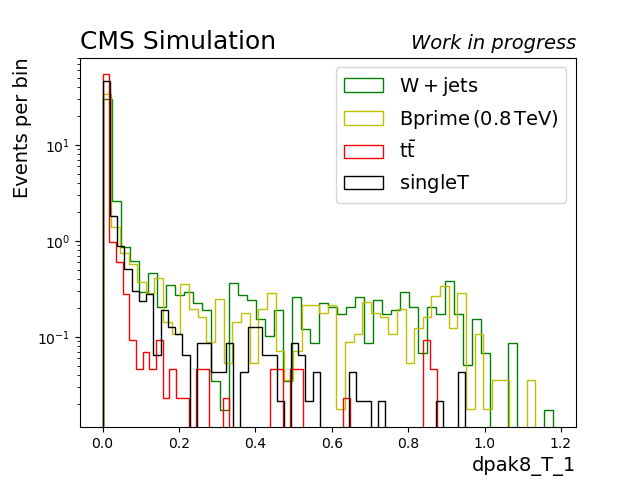 CMS Simulation
Work in progress
Events per bin
10¹
10⁰
10⁻¹
W + jets
Bprime (0.8 TeV)
tt̄
singleT
0.0 0.2 0.4 0.6 0.8 1.0 1.2
dpak8_T_1